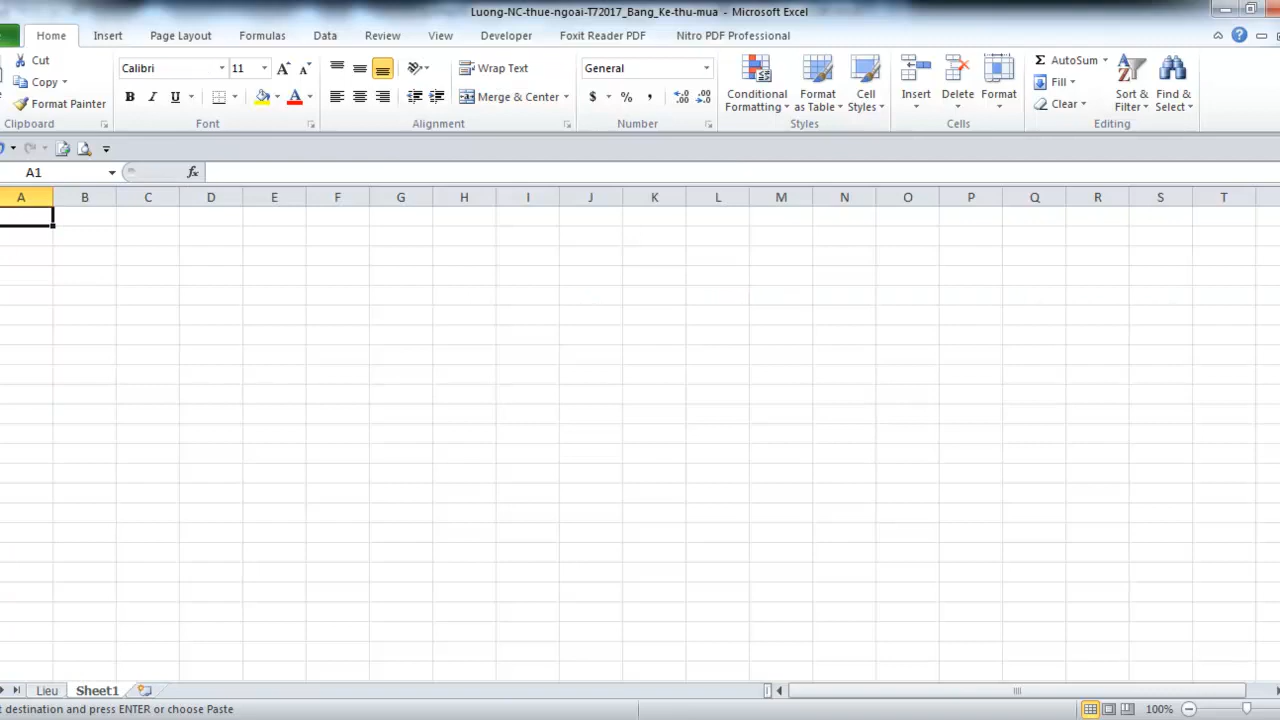 Luong-NC-thue-ngoai-T72017_Bang_Ke-thu-mua - Microsoft Excel
Home Insert Page Layout Formulas Data Review View Developer Foxit Reader PDF Nitro PDF Professional
Cut
Copy
Format Painter
Clipboard
Calibri 11
B I U A
Font
Wrap Text
Merge & Center
Alignment
General
$ % ,
Number
Conditional Formatting
Format as Table
Cell Styles
Styles
Insert Delete Format
Cells
Σ AutoSum
Fill
Clear
Sort & Filter
Find & Select
Editing
A1 fx
A B C D E F G H I J K L M N O P Q R S T
Lieu Sheet1
destination and press ENTER or choose Paste
100%